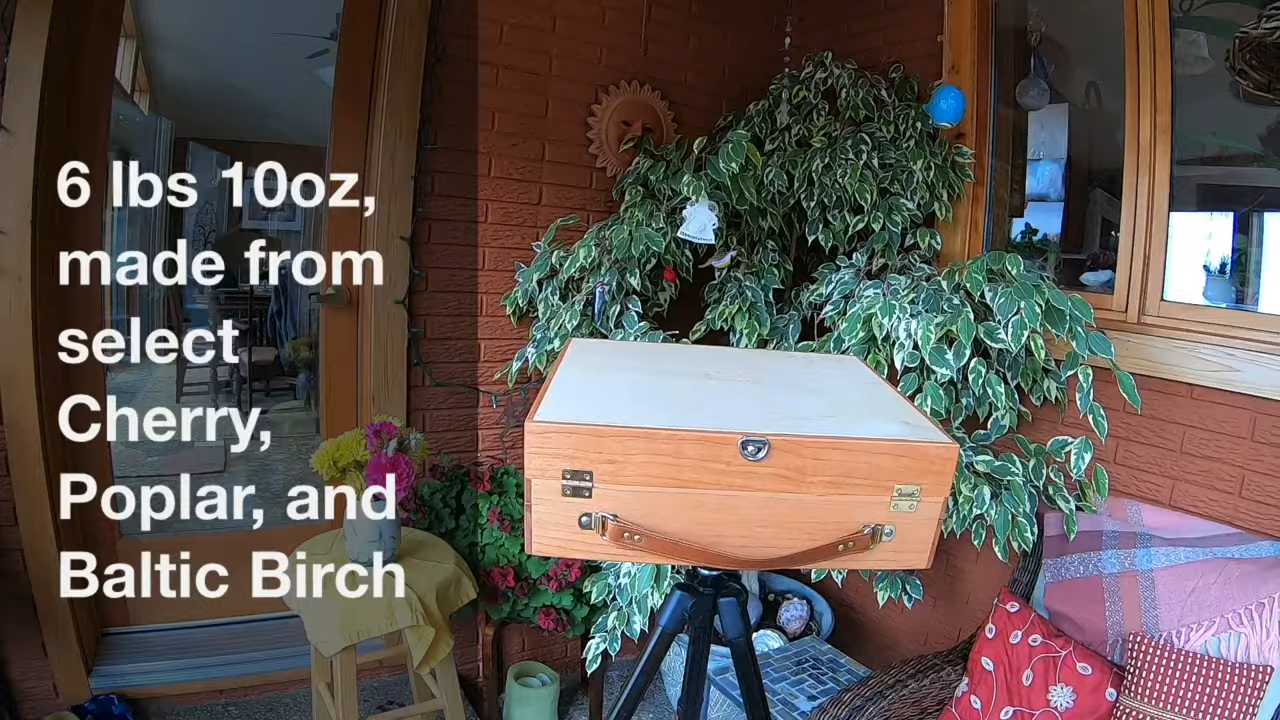 6 lbs 10oz,
made from
select
Cherry,
Poplar, and
Baltic Birch